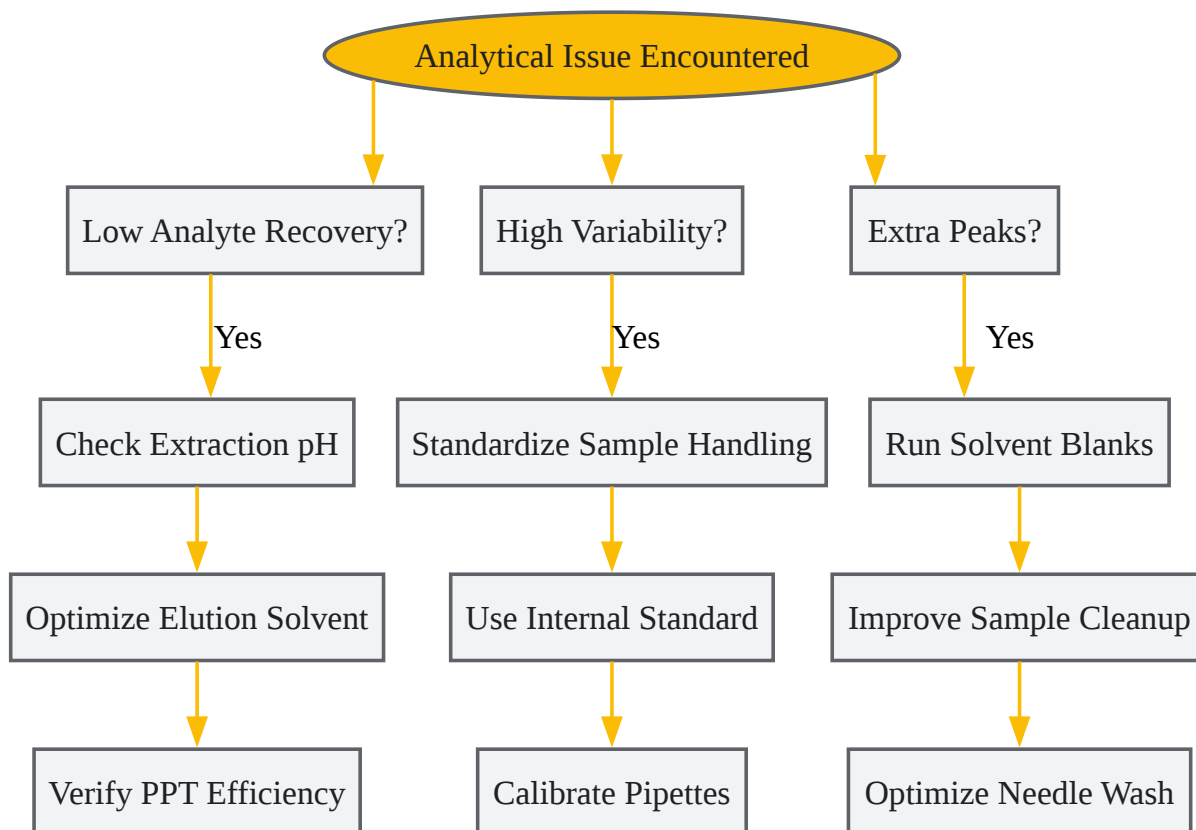 Analytical Issue Encountered
Low Analyte Recovery?
High Variability?
Extra Peaks?
Yes
Yes
Yes
Check Extraction pH
Standardize Sample Handling
Run Solvent Blanks
Optimize Elution Solvent
Use Internal Standard
Improve Sample Cleanup
Verify PPT Efficiency
Calibrate Pipettes
Optimize Needle Wash